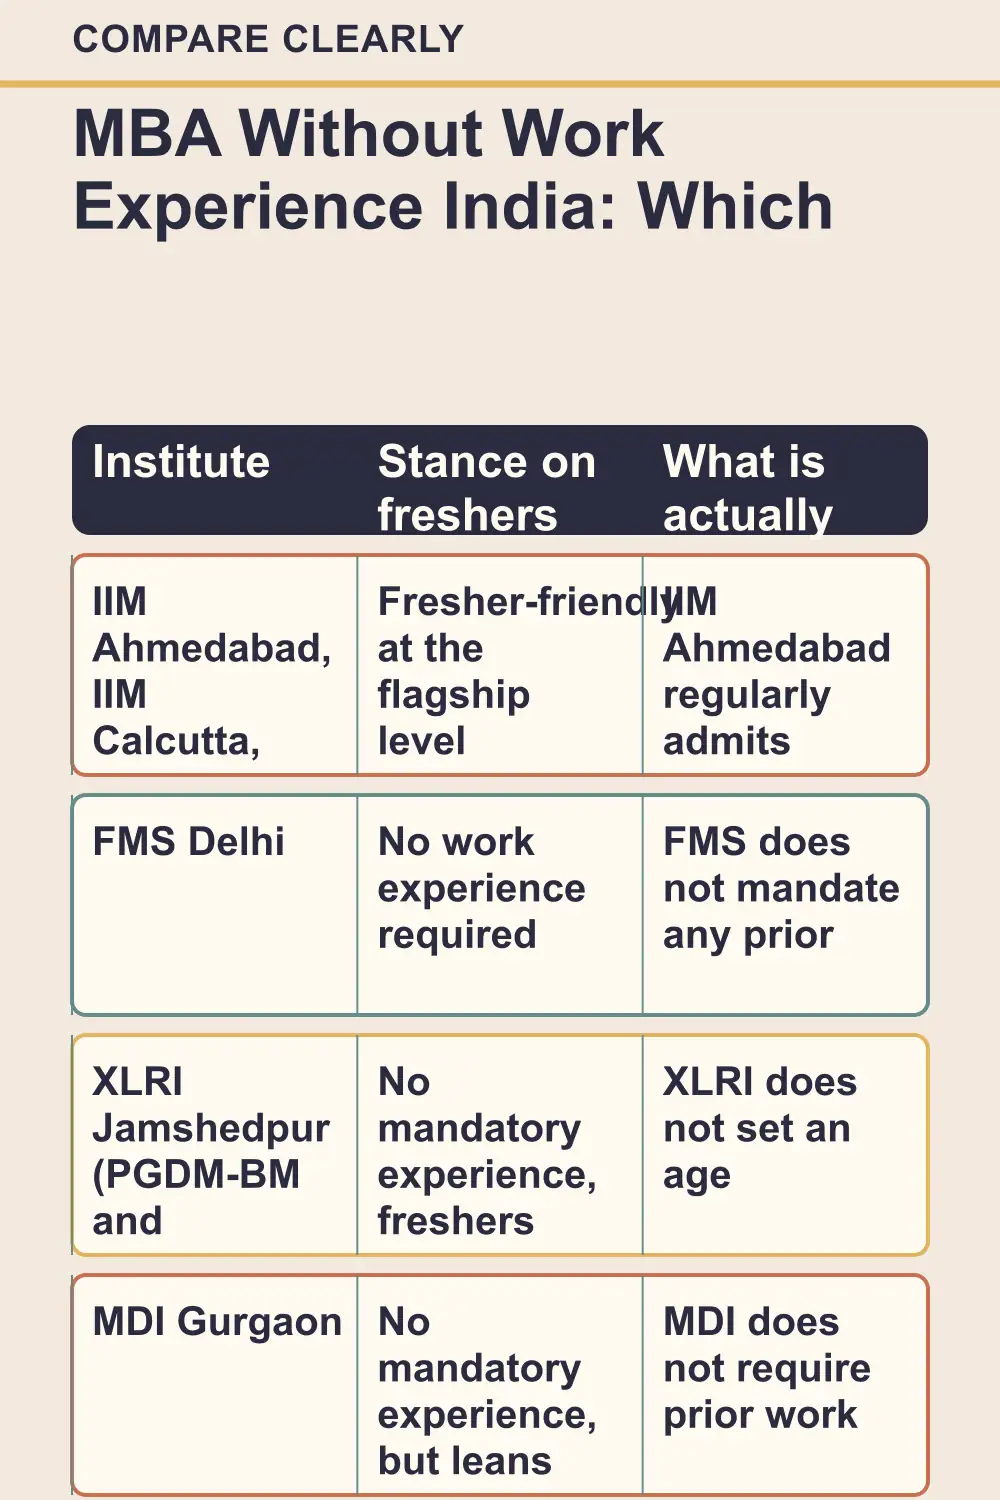 COMPARE CLEARLY
MBA Without Work
Experience India: Which
Institute
Stance on
freshers
What is
actually
IIM
Ahmedabad,
IIM
Calcutta,
Fresher-friendly
at the
flagship
level
IIM
Ahmedabad
regularly
admits
FMS Delhi
No work
experience
required
FMS does
not mandate
any prior
XLRI
Jamshedpur
(PGDM-BM
and
No
mandatory
experience,
freshers
XLRI does
not set an
age
MDI Gurgaon
No
mandatory
experience,
but leans
MDI does
not require
prior work